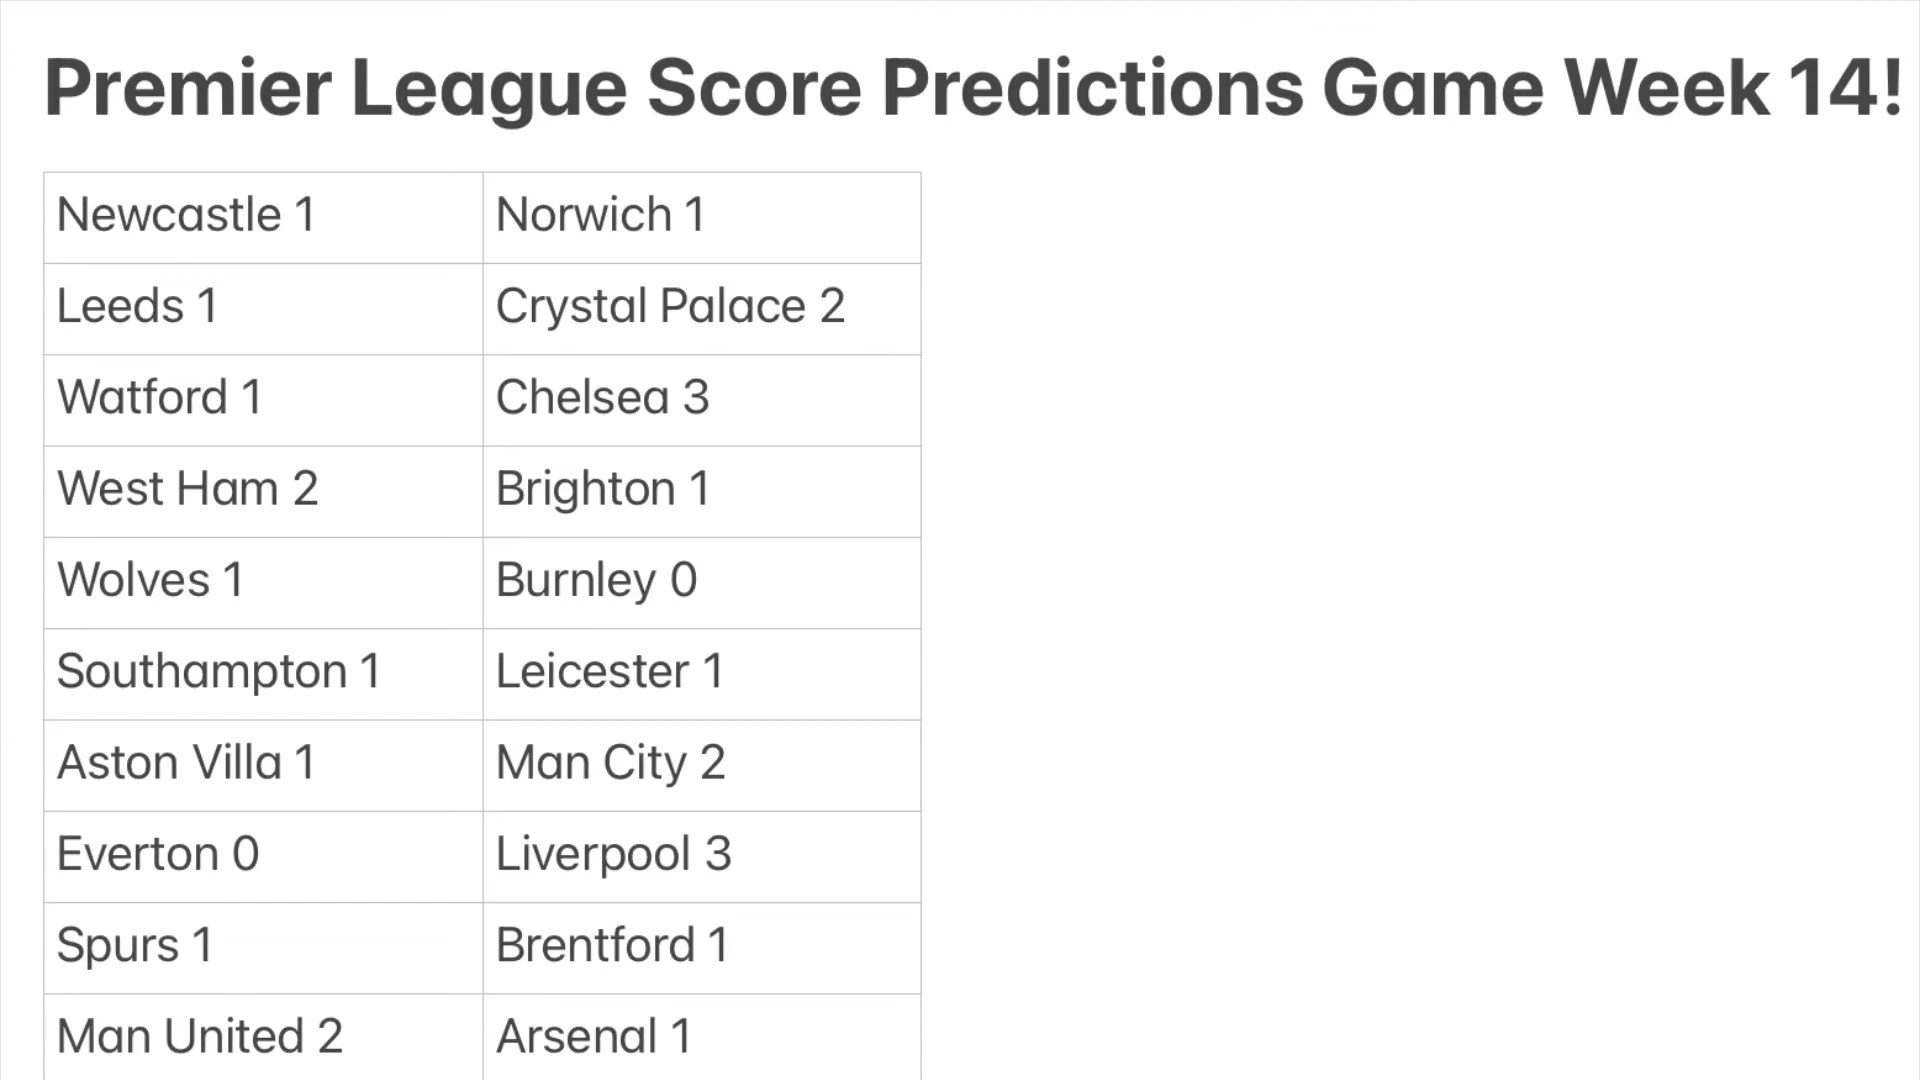 Premier League Score Predictions Game Week 14!
Newcastle 1 Norwich 1
Leeds 1 Crystal Palace 2
Watford 1 Chelsea 3
West Ham 2 Brighton 1
Wolves 1 Burnley 0
Southampton 1 Leicester 1
Aston Villa 1 Man City 2
Everton 0 Liverpool 3
Spurs 1 Brentford 1
Man United 2 Arsenal 1